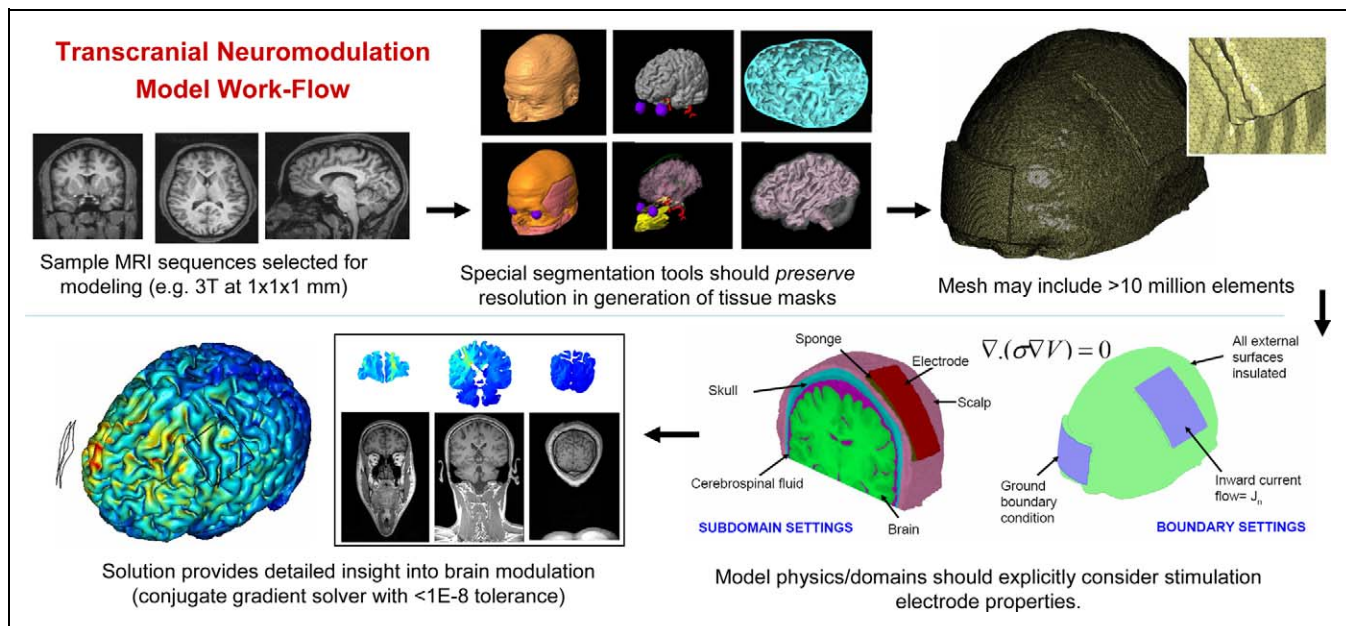 Transcranial Neuromodulation
Model Work-Flow
Sample MRI sequences selected for
modeling (e.g. 3T at 1x1x1 mm)
Special segmentation tools should preserve
resolution in generation of tissue masks
Mesh may include >10 million elements
Solution provides detailed insight into brain modulation
(conjugate gradient solver with <1E-8 tolerance)
Sponge
Electrode
Skull
Scalp
Cerebrospinal fluid
Brain
SUBDOMAIN SETTINGS
∇.(σ∇V) = 0
All external
surfaces
insulated
Ground
boundary
condition
Inward current
flow= Jₙ
BOUNDARY SETTINGS
Model physics/domains should explicitly consider stimulation
electrode properties.